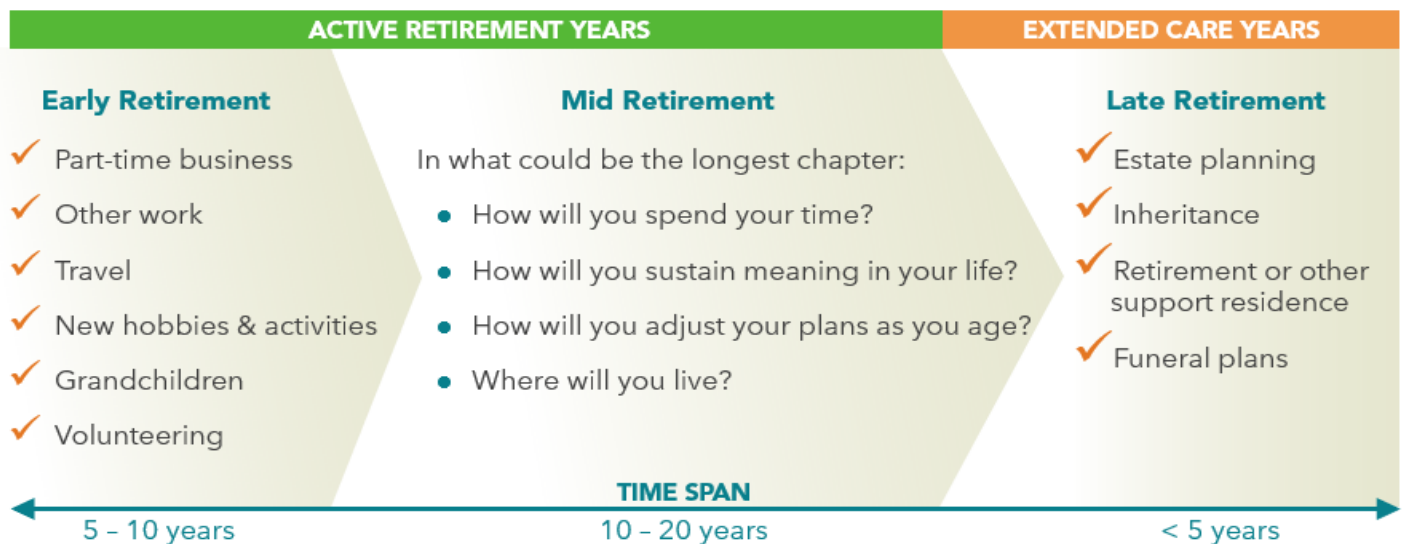 ACTIVE RETIREMENT YEARS
EXTENDED CARE YEARS
Early Retirement
Part-time business
Other work
Travel
New hobbies & activities
Grandchildren
Volunteering
Mid Retirement
In what could be the longest chapter:
• How will you spend your time?
• How will you sustain meaning in your life?
• How will you adjust your plans as you age?
• Where will you live?
Late Retirement
Estate planning
Inheritance
Retirement or other
support residence
Funeral plans
TIME SPAN
5 – 10 years
10 – 20 years
< 5 years